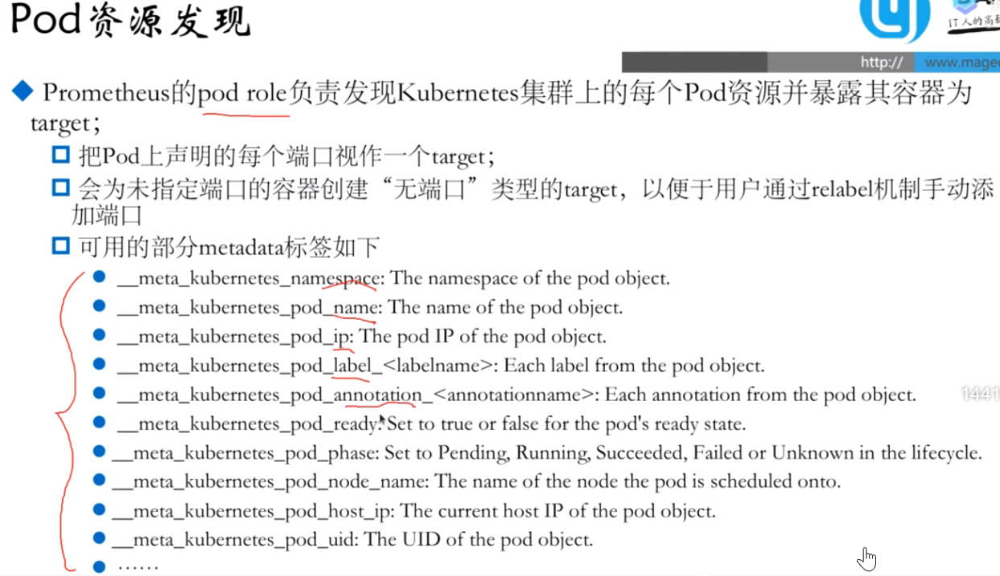 Pod资源发现
IT人的高
http:// www.mage
Prometheus的pod role负责发现Kubernetes集群上的每个Pod资源并暴露其容器为
target；
把Pod上声明的每个端口视作一个target；
会为未指定端口的容器创建“无端口”类型的target，以便于用户通过relabel机制手动添
加端口
可用的部分metadata标签如下
__meta_kubernetes_namespace: The namespace of the pod object.
__meta_kubernetes_pod_name: The name of the pod object.
__meta_kubernetes_pod_ip: The pod IP of the pod object.
__meta_kubernetes_pod_label_<labelname>: Each label from the pod object.
__meta_kubernetes_pod_annotation_<annotationname>: Each annotation from the pod object.
1441
__meta_kubernetes_pod_ready: Set to true or false for the pod's ready state.
__meta_kubernetes_pod_phase: Set to Pending, Running, Succeeded, Failed or Unknown in the lifecycle.
__meta_kubernetes_pod_node_name: The name of the node the pod is scheduled onto.
__meta_kubernetes_pod_host_ip: The current host IP of the pod object.
__meta_kubernetes_pod_uid: The UID of the pod object.
……